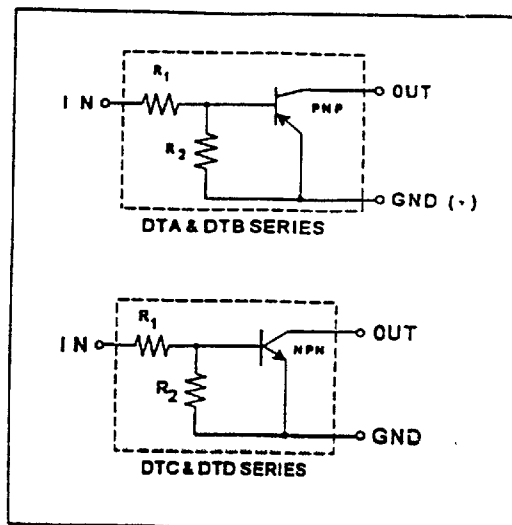 R1
OUT
IN
PNP
R2
GND (+)
DTA & DTB SERIES
R1
OUT
IN
NPN
R2
GND
DTC & DTD SERIES